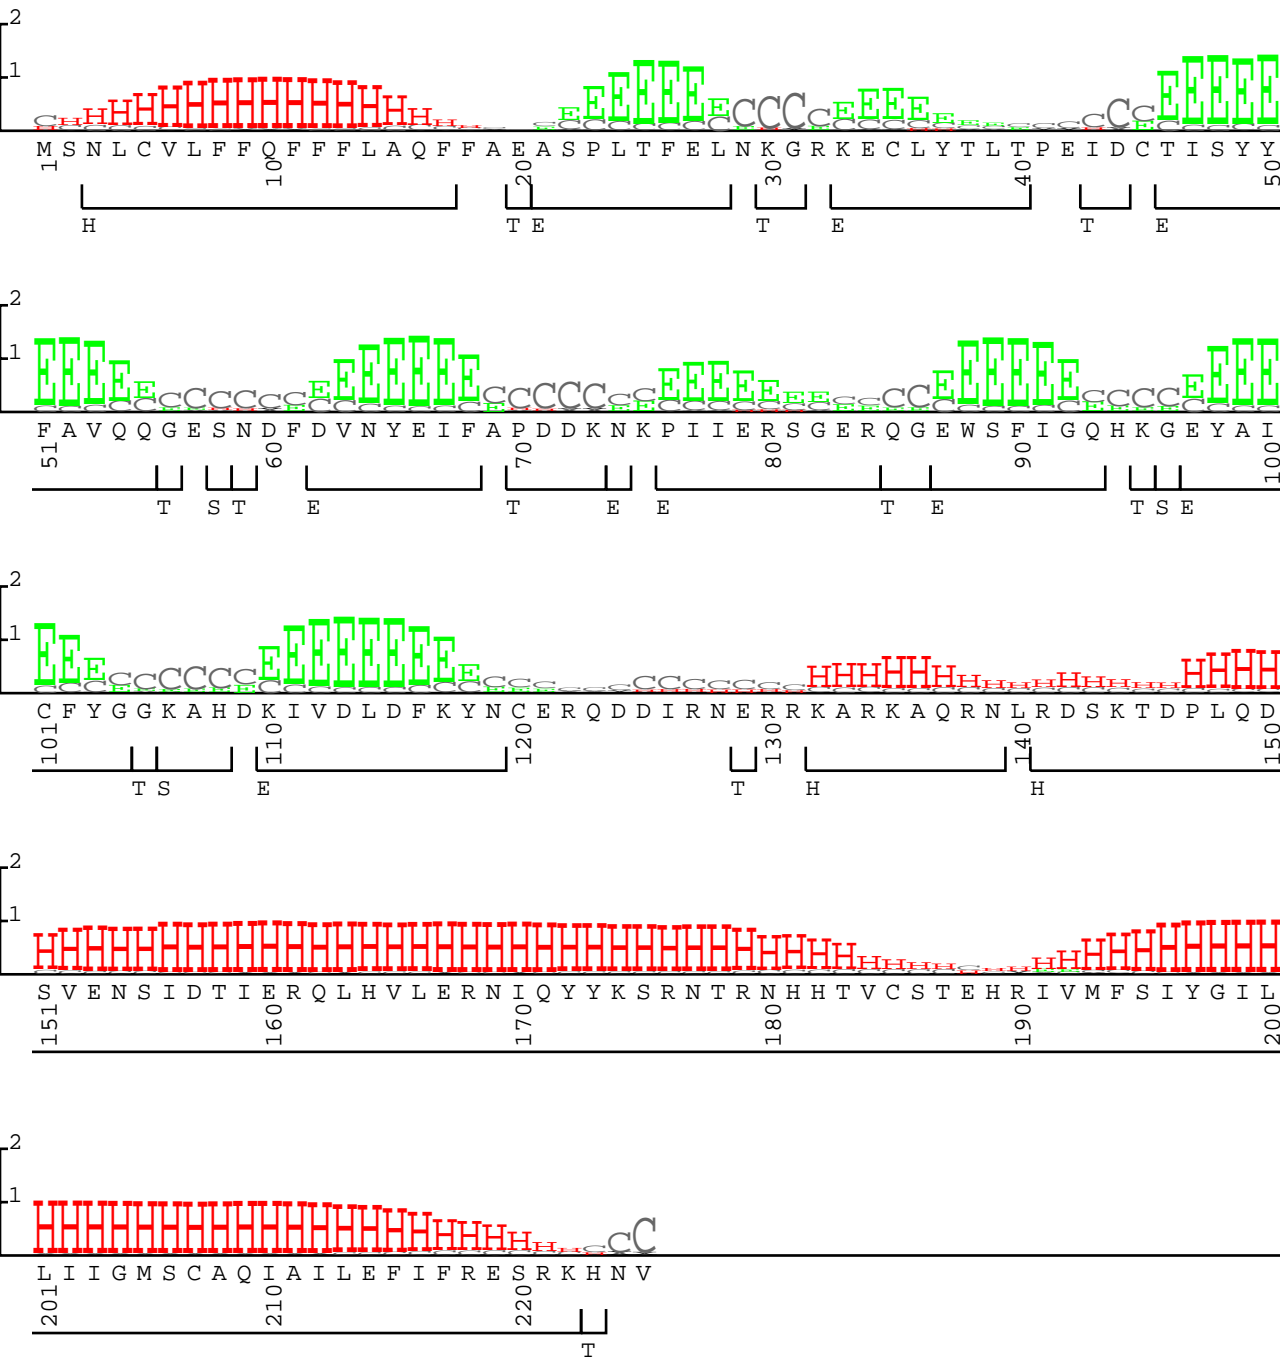 2
1
M S N L C V L F F Q F F F L A Q F F A E A S P L T F E L N K G R K E C L Y T L T P E I D C T I S Y Y
1 10 20 30 40 50
H T E T E T E
2
1
F A V Q Q G E S N D F D V N Y E I F A P D D K N K P I I E R S G E R Q G E W S F I G Q H K G E Y A I
51 60 70 80 90 100
T S T E T E E T E T S E
2
1
C F Y G G K A H D K I V D L D F K Y N C E R Q D D I R N E R R K A R K A Q R N L R D S K T D P L Q D
101 110 120 130 140 150
T S E T H H
2
1
S V E N S I D T I E R Q L H V L E R N I Q Y Y K S R N T R N H H T V C S T E H R I V M F S I Y G I L
151 160 170 180 190 200
2
1
L I I G M S C A Q I A I L E F I F R E S R K H N V
201 210 220
T